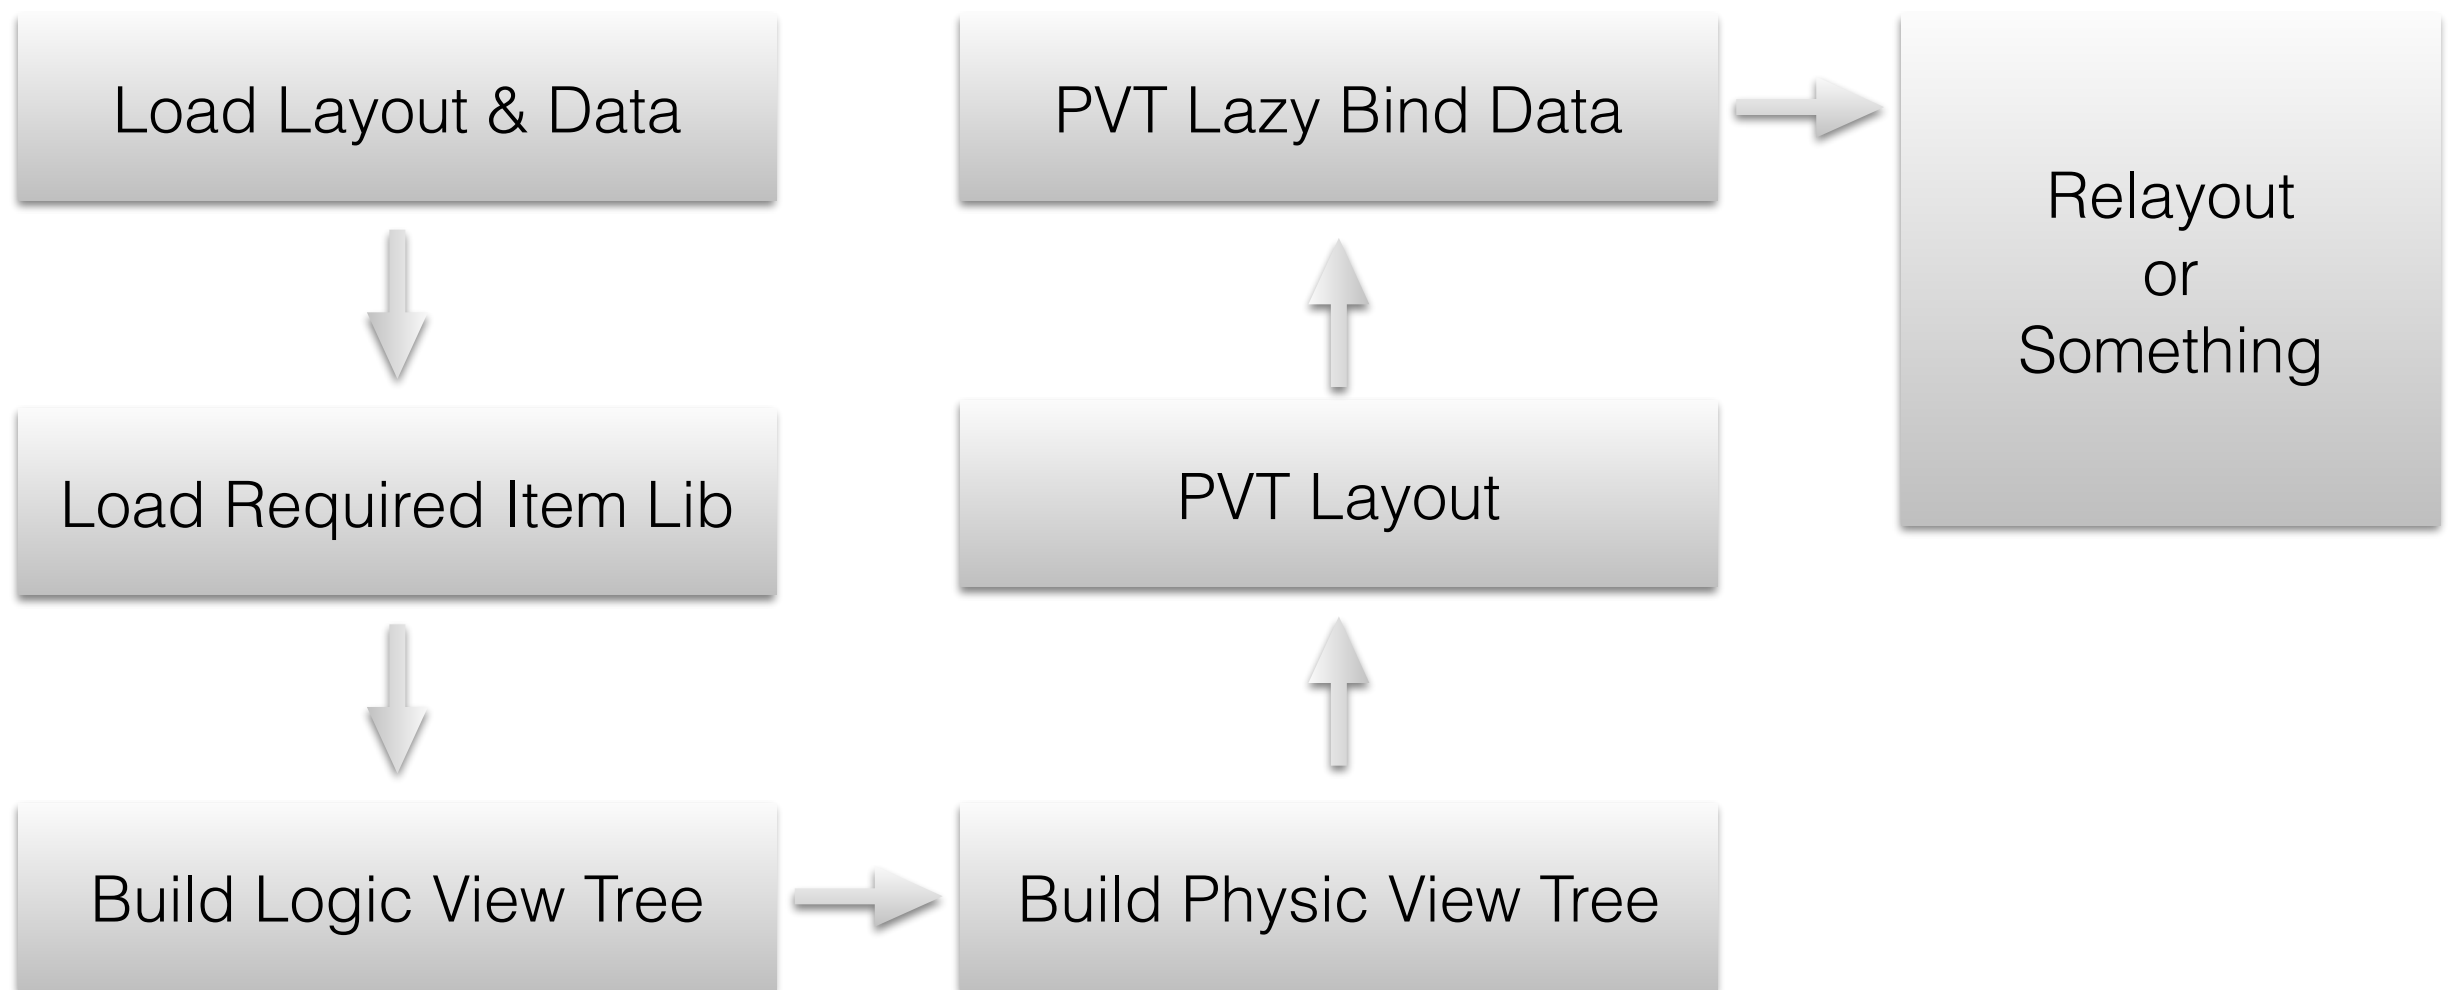 Load Layout & Data
Load Required Item Lib
Build Logic View Tree
Build Physic View Tree
PVT Layout
PVT Lazy Bind Data
Relayout
or
Something